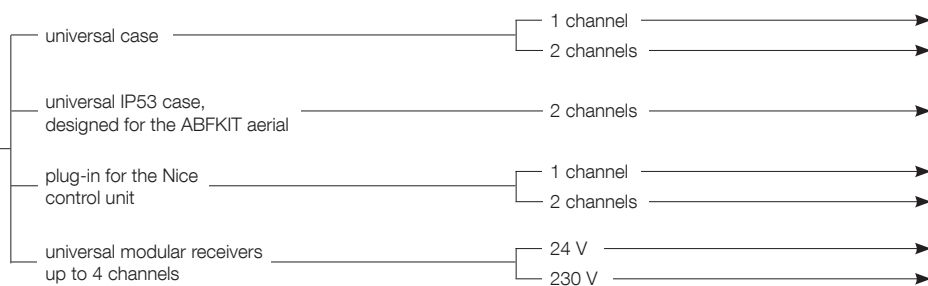 universal case
1 channel
2 channels
universal IP53 case,
designed for the ABFKIT aerial
2 channels
plug-in for the Nice
control unit
1 channel
2 channels
universal modular receivers
up to 4 channels
24 V
230 V